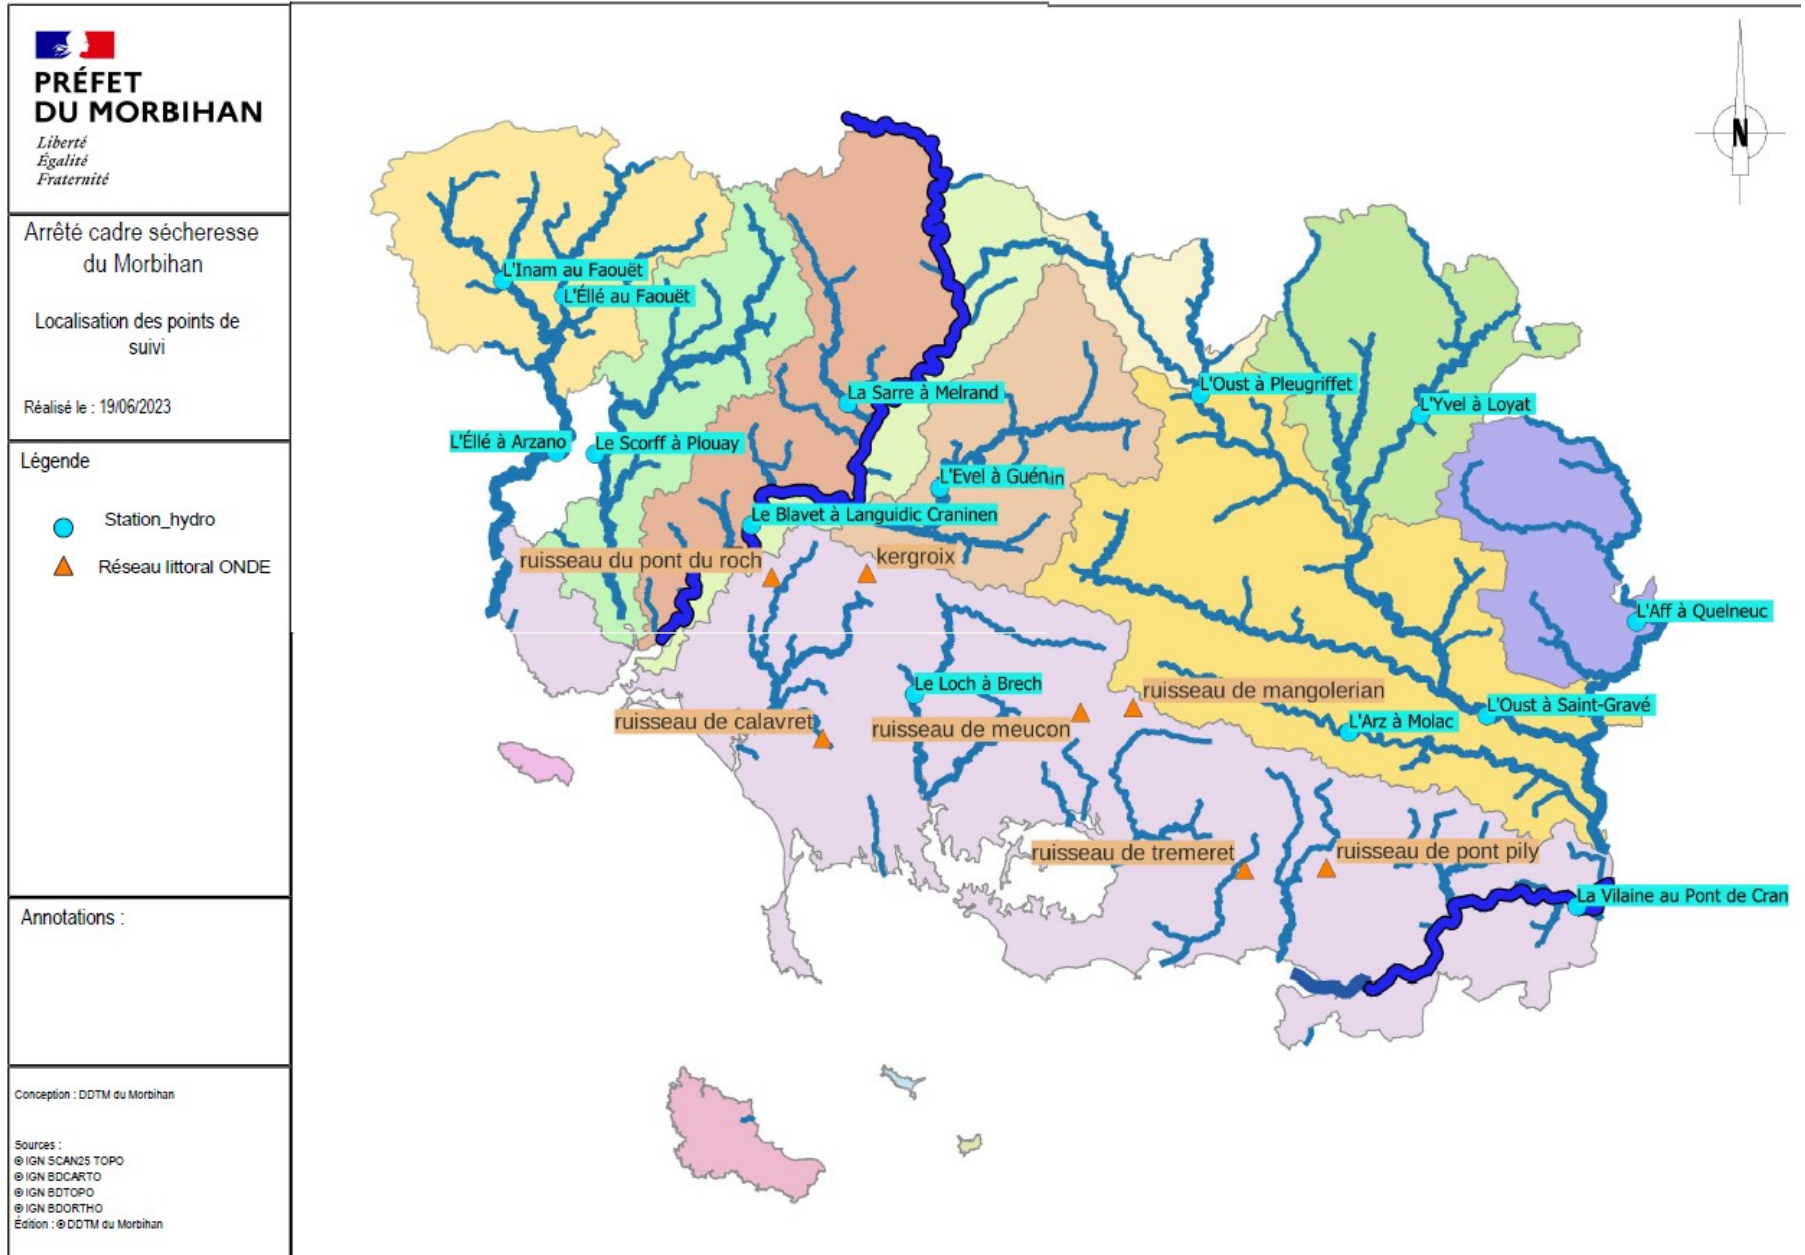 PRÉFET
DU MORBIHAN
Liberté
Égalité
Fraternité
Arrêté cadre sécheresse
du Morbihan
Localisation des points de
suivi
Réalisé le : 19/06/2023
Légende
Station_hydro
Réseau littoral ONDE
Annotations :
Conception : DDTM du Morbihan
Sources :
© IGN SCAN25 TOPO
© IGN BDCARTO
© IGN BDTOPO
© IGN BDORTHO
Édition : © DDTM du Morbihan
N
L'Inam au Faouët
L'Éllé au Faouët
L'Oust à Pleugriffet
La Sarre à Melrand
L'Yvel à Loyat
L'Éllé à Arzano
Le Scorff à Plouay
L'Evel à Guénin
Le Blavet à Languidic Craninen
ruisseau du pont du roch
kergroix
L'Aff à Quelneuc
Le Loch à Brech
ruisseau de mangolerian
L'Oust à Saint-Gravé
ruisseau de calavret
ruisseau de meucon
L'Arz à Molac
ruisseau de tremeret
ruisseau de pont pily
La Vilaine au Pont de Cran